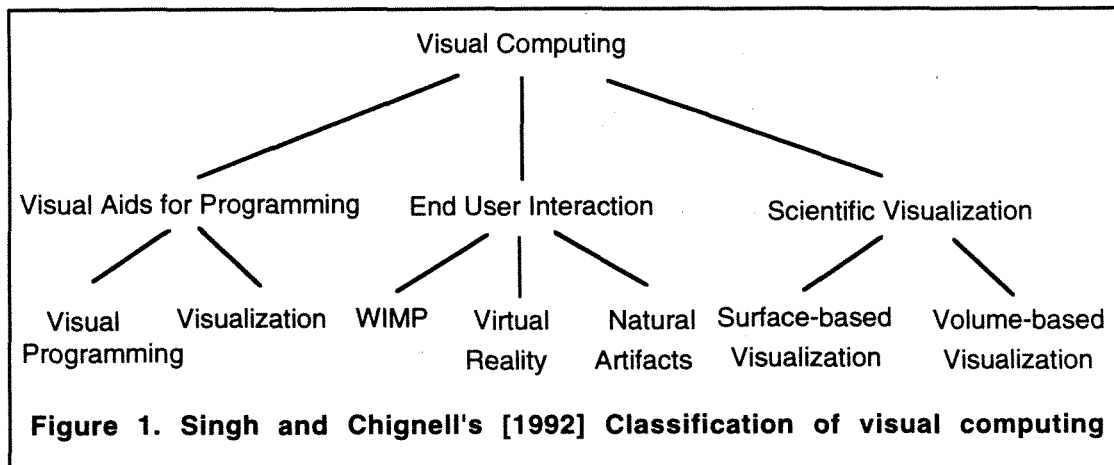 Visual Computing
Visual Aids for Programming
End User Interaction
Scientific Visualization
Visual
Programming
Visualization
WIMP
Virtual
Reality
Natural
Artifacts
Surface-based
Visualization
Volume-based
Visualization
Figure 1. Singh and Chignell's [1992] Classification of visual computing